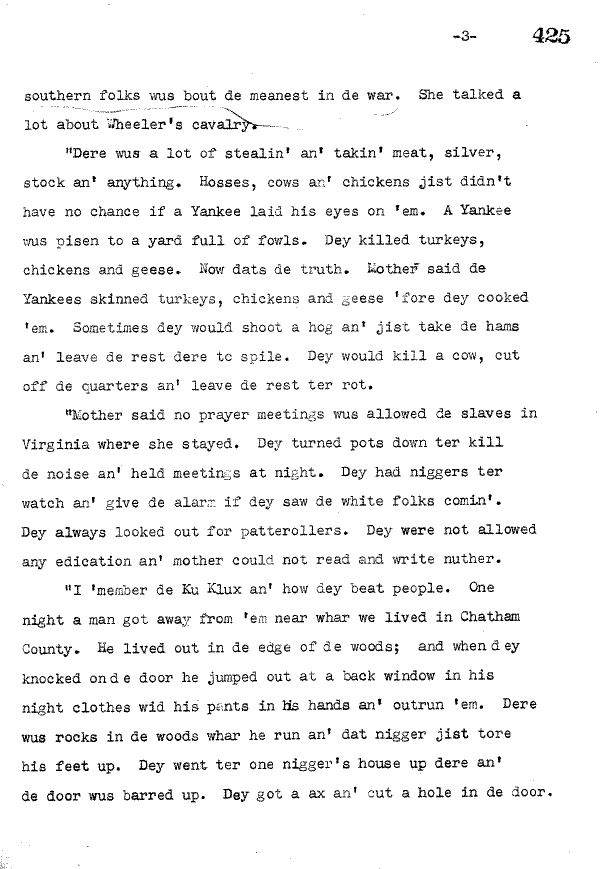 -3- 425
southern folks wus bout de meanest in de war. She talked a
lot about Wheeler's cavalry.
"Dere wus a lot of stealin' an' takin' meat, silver,
stock an' anything. Hosses, cows an' chickens jist didn't
have no chance if a Yankee laid his eyes on 'em. A Yankee
wus pisen to a yard full of fowls. Dey killed turkeys,
chickens and geese. Now dats de truth. Mother said de
Yankees skinned turkeys, chickens and geese 'fore dey cooked
'em. Sometimes dey would shoot a hog an' jist take de hams
an' leave de rest dere tc spile. Dey would kill a cow, cut
off de quarters an' leave de rest ter rot.
"Mother said no prayer meetings wus allowed de slaves in
Virginia where she stayed. Dey turned pots down ter kill
de noise an' held meetings at night. Dey had niggers ter
watch an' give de alarm if dey saw de white folks comin'.
Dey always looked out for patterollers. Dey were not allowed
any edication an' mother could not read and write nuther.
"I 'member de Ku Klux an' how dey beat people. One
night a man got away from 'em near whar we lived in Chatham
County. He lived out in de edge of de woods; and when dey
knocked on de door he jumped out at a back window in his
night clothes wid his pants in his hands an' outrun 'em. Dere
wus rocks in de woods whar he run an' dat nigger jist tore
his feet up. Dey went ter one nigger's house up dere an'
de door wus barred up. Dey got a ax an' cut a hole in de door.